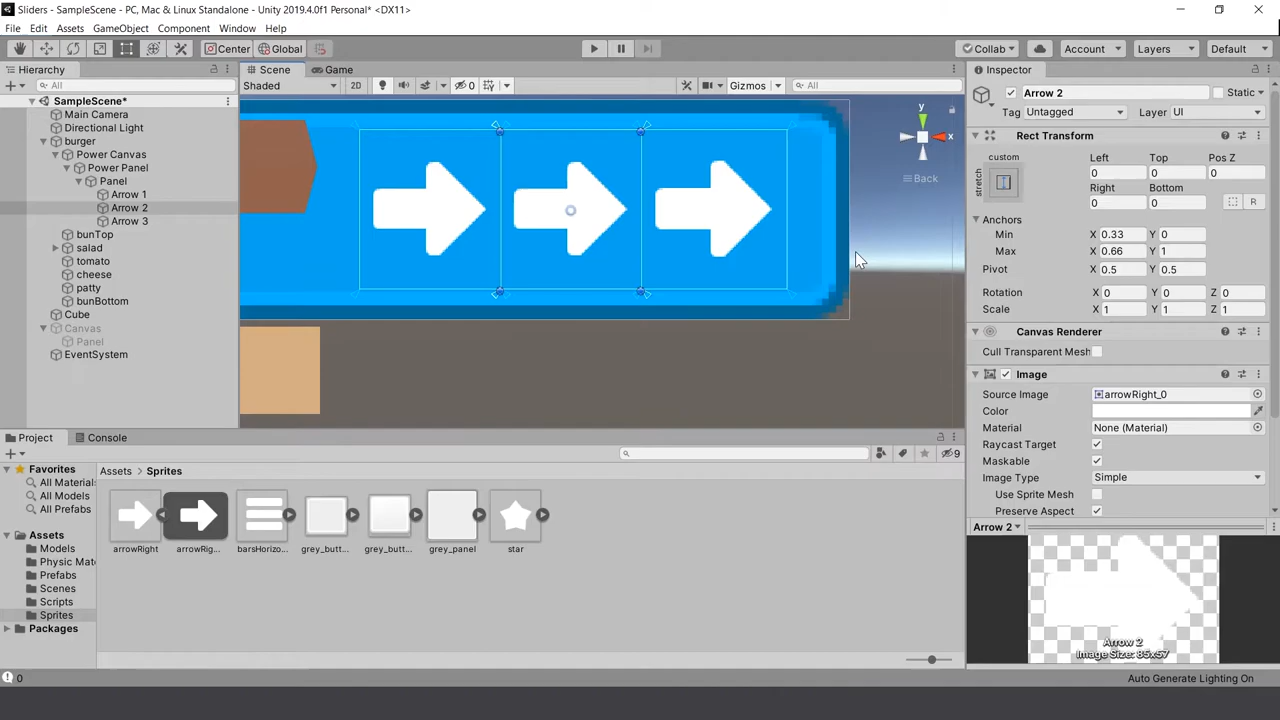 Sliders - SampleScene - PC, Mac & Linux Standalone - Unity 2019.4.0f1 Personal* <DX11>
File Edit Assets GameObject Component Window Help
Center Global Collab Account Layers Default
Hierarchy
All
SampleScene*
Main Camera
Directional Light
burger
Power Canvas
Power Panel
Panel
Arrow 1
Arrow 2
Arrow 3
bunTop
salad
tomato
cheese
patty
bunBottom
Cube
Canvas
Panel
EventSystem
Scene Game
Shaded 2D 0 Gizmos All
y
x
Back
Inspector
Arrow 2 Static
Tag Untagged Layer UI
Rect Transform
custom Left Top Pos Z
stretch 0 0 0
Right Bottom
0 0 R
Anchors
Min X 0.33 Y 0
Max X 0.66 Y 1
Pivot X 0.5 Y 0.5
Rotation X 0 Y 0 Z 0
Scale X 1 Y 1 Z 1
Canvas Renderer
Cull Transparent Mesh
Image
Source Image arrowRight_0
Color
Material None (Material)
Raycast Target
Maskable
Image Type Simple
Use Sprite Mesh
Preserve Aspect
Arrow 2
Arrow 2
Image Size: 85x57
Project Console
9
Favorites
All Materials
All Models
All Prefabs
Assets
Models
Physic Mat
Prefabs
Scenes
Scripts
Sprites
Packages
Assets > Sprites
arrowRight arrowRig... barsHorizo... grey_butt... grey_butt... grey_panel star
0
Auto Generate Lighting On